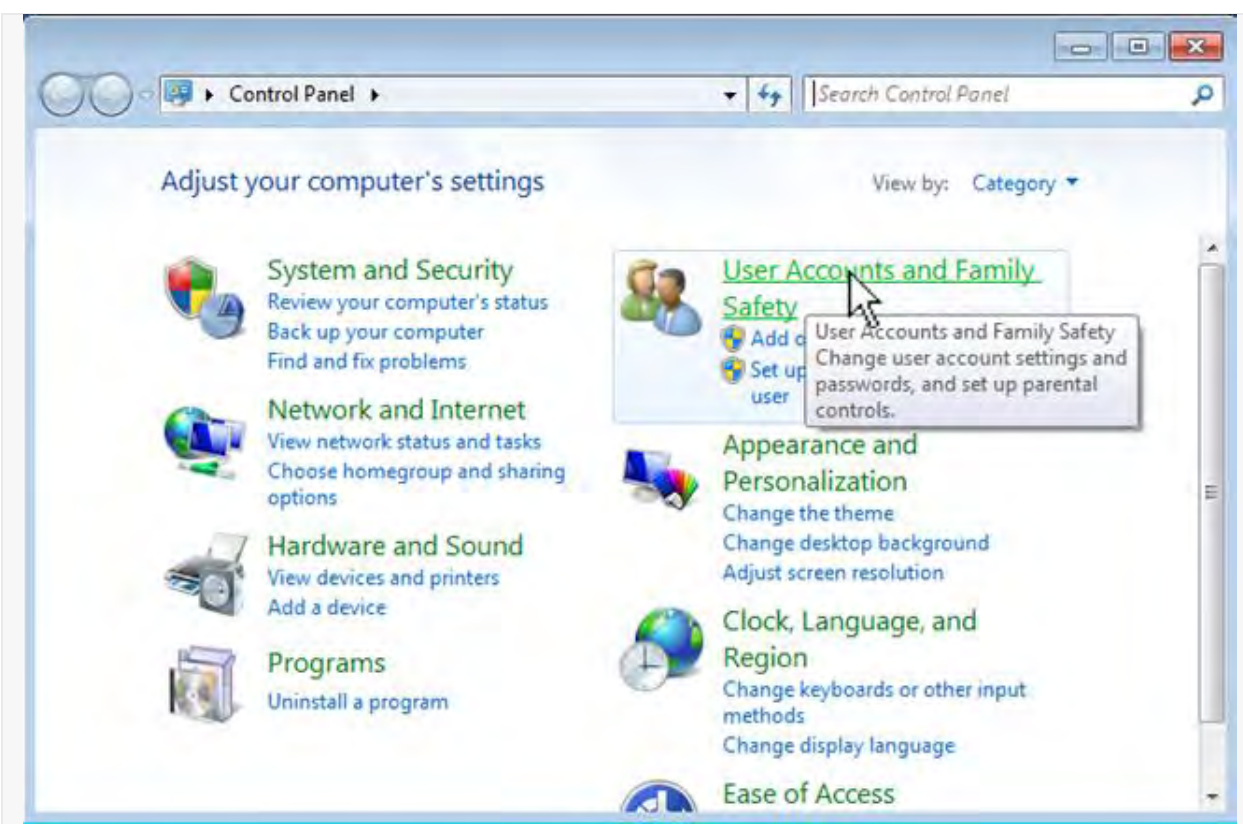 Control Panel
Search Control Panel
Adjust your computer's settings
View by: Category
System and Security
Review your computer's status
Back up your computer
Find and fix problems
Network and Internet
View network status and tasks
Choose homegroup and sharing
options
Hardware and Sound
View devices and printers
Add a device
Programs
Uninstall a program
User Accounts and Family
Safety
Add
Set up
user
User Accounts and Family Safety
Change user account settings and
passwords, and set up parental
controls.
Appearance and
Personalization
Change the theme
Change desktop background
Adjust screen resolution
Clock, Language, and
Region
Change keyboards or other input
methods
Change display language
Ease of Access